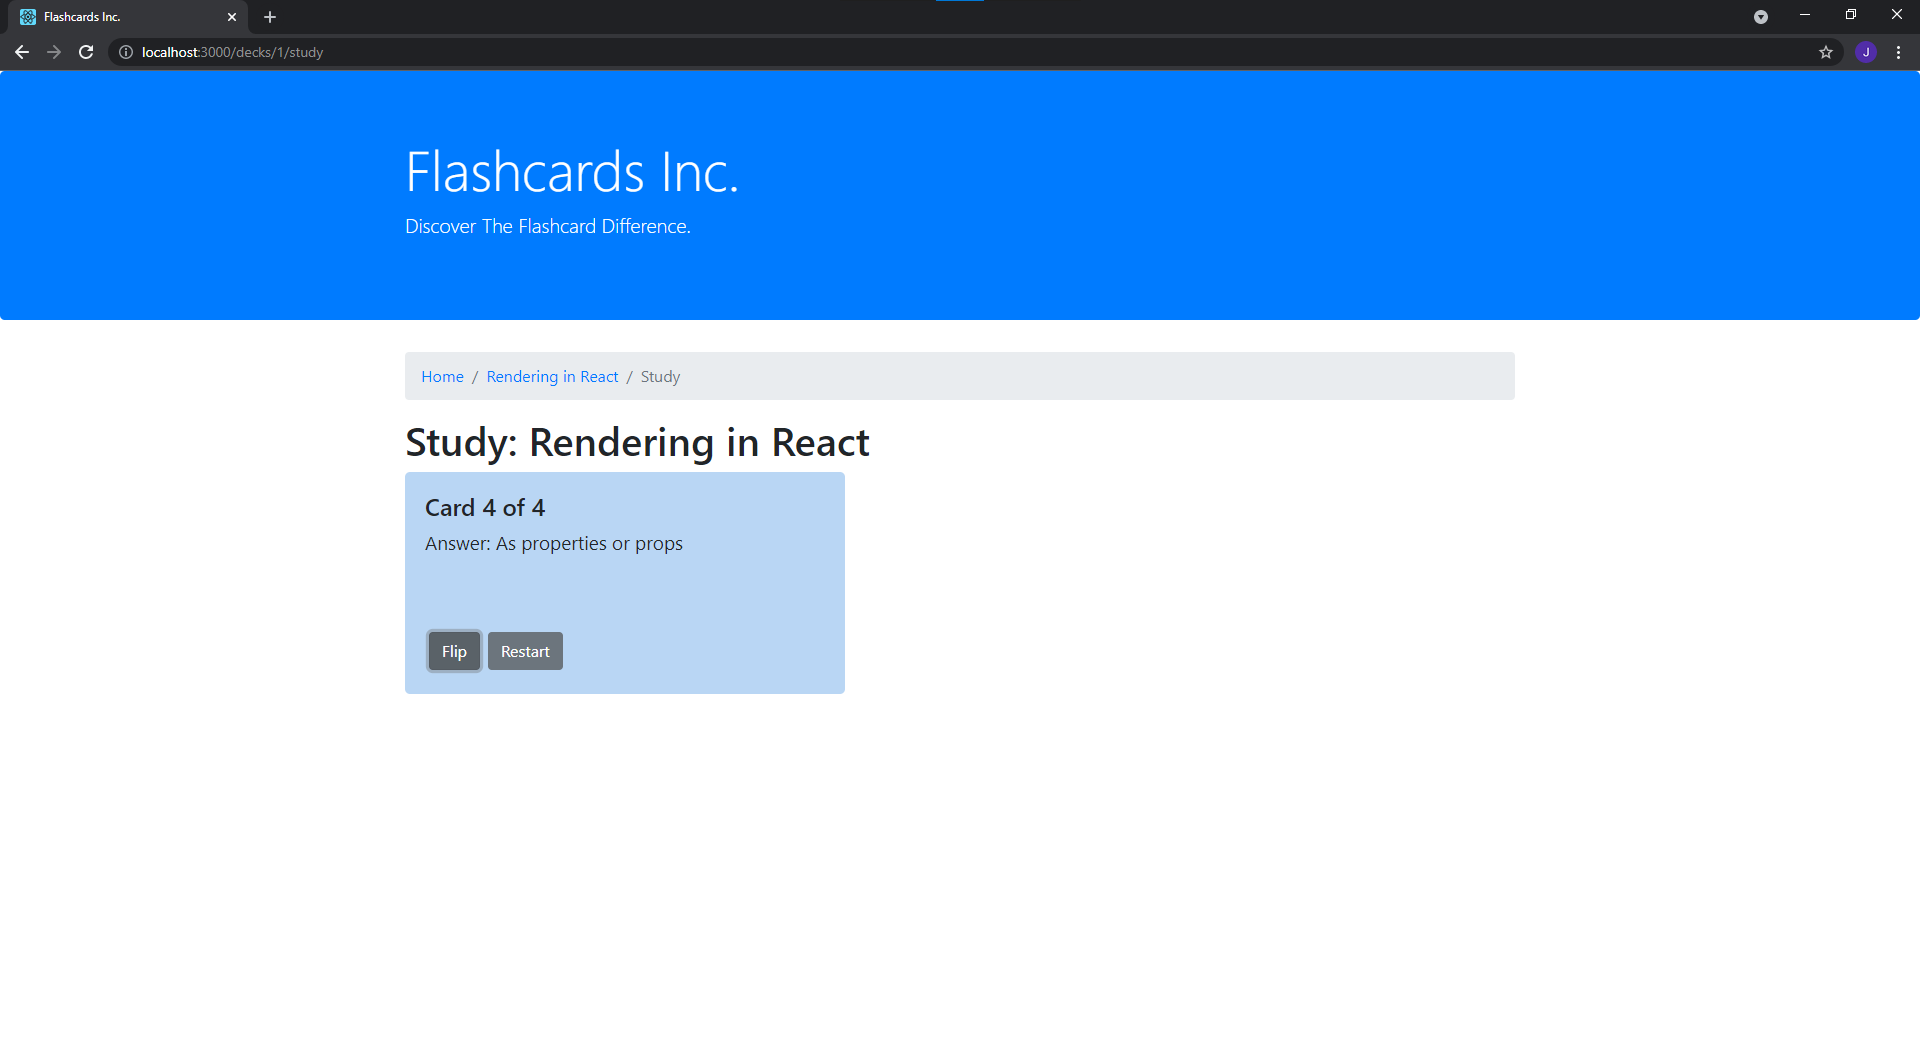 Flashcards Inc.
localhost:3000/decks/1/study
J
Flashcards Inc.
Discover The Flashcard Difference.
Home / Rendering in React / Study
Study: Rendering in React
Card 4 of 4
Answer: As properties or props
Flip Restart